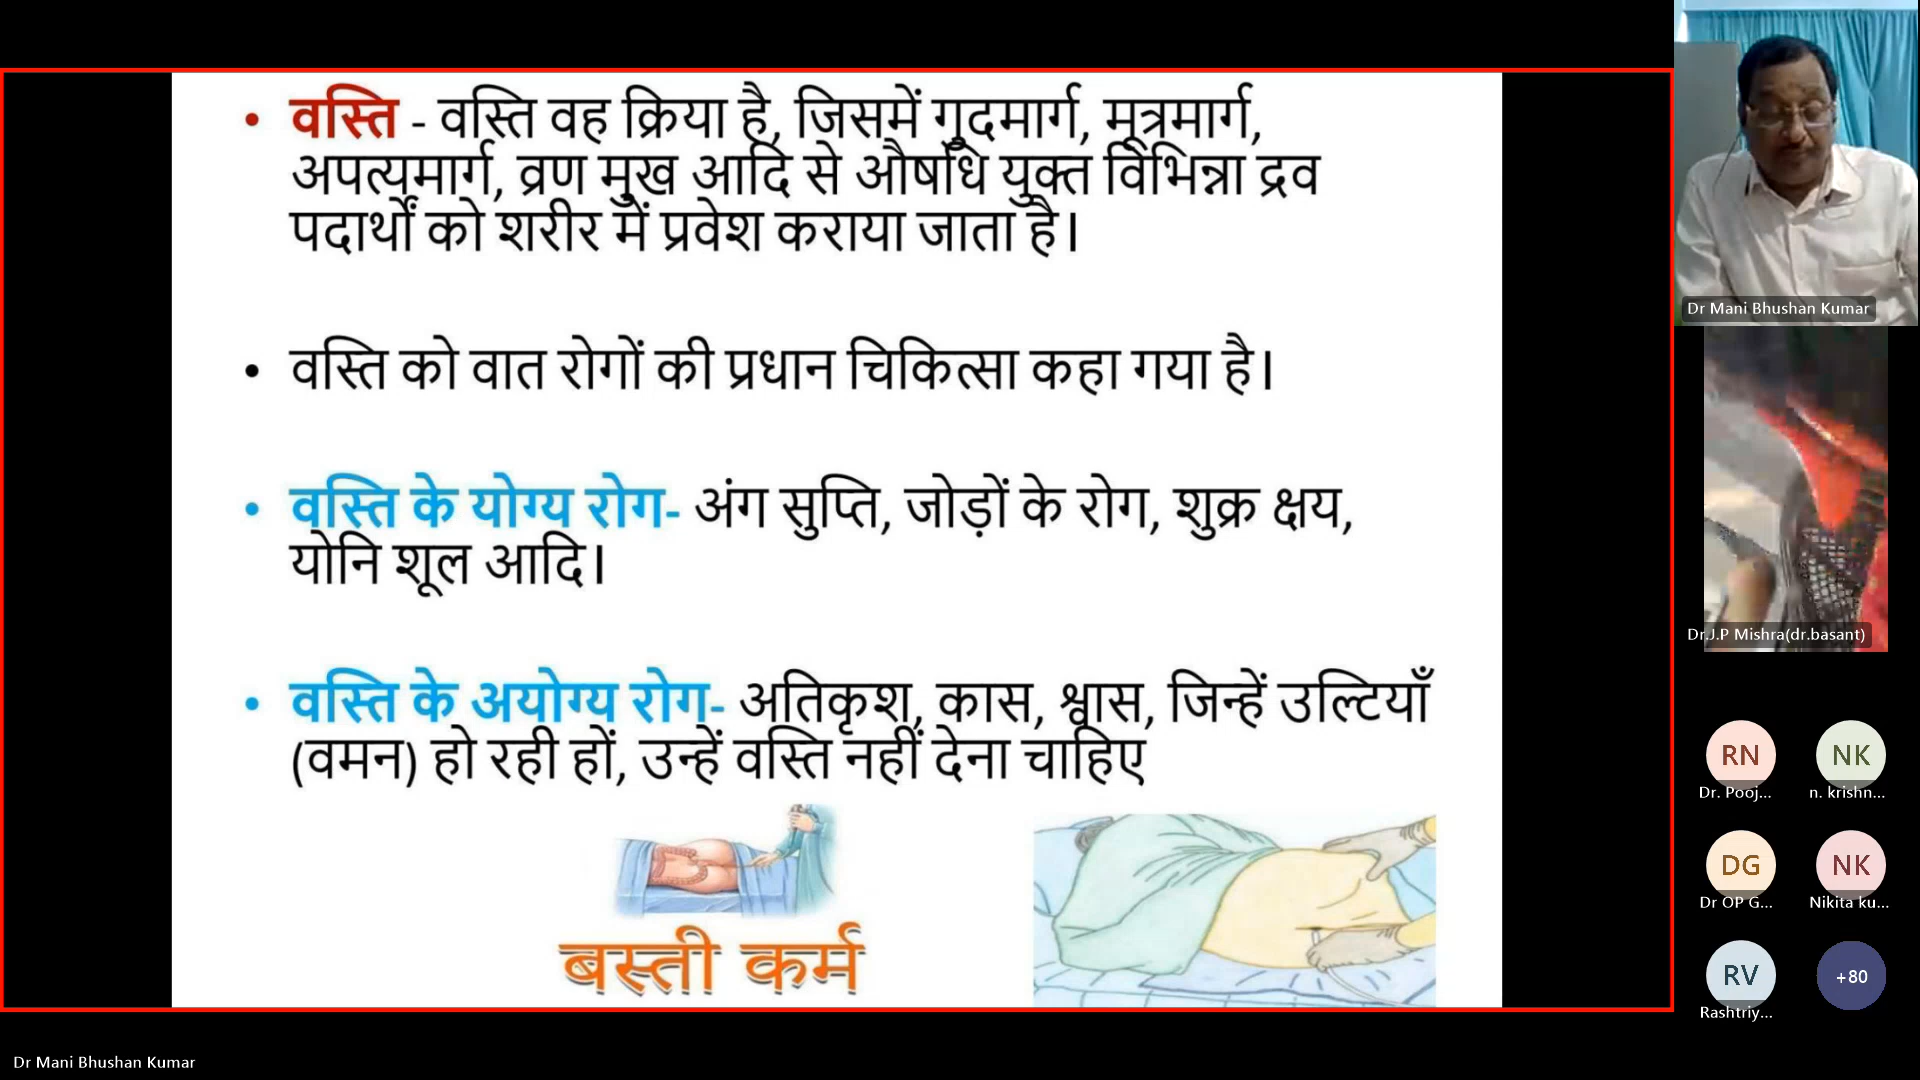 • वस्ति - वस्ति वह क्रिया है, जिसमें गुदमार्ग, मूत्रमार्ग,
अपत्यमार्ग, व्रण मुख आदि से औषधि युक्त विभिन्ना द्रव
पदार्थों को शरीर में प्रवेश कराया जाता है।
• वस्ति को वात रोगों की प्रधान चिकित्सा कहा गया है।
• वस्ति के योग्य रोग- अंग सुप्ति, जोड़ों के रोग, शुक्र क्षय,
योनि शूल आदि।
• वस्ति के अयोग्य रोग- अतिकृश, कास, श्वास, जिन्हें उल्टियाँ
(वमन) हो रही हों, उन्हें वस्ति नहीं देना चाहिए
बस्ती कर्म
Dr Mani Bhushan Kumar
Dr.J.P Mishra(dr.basant)
RN
NK
Dr. Pooj...
n. krishn...
DG
NK
Dr OP G...
Nikita ku...
RV
+80
Rashtriy...
Dr Mani Bhushan Kumar